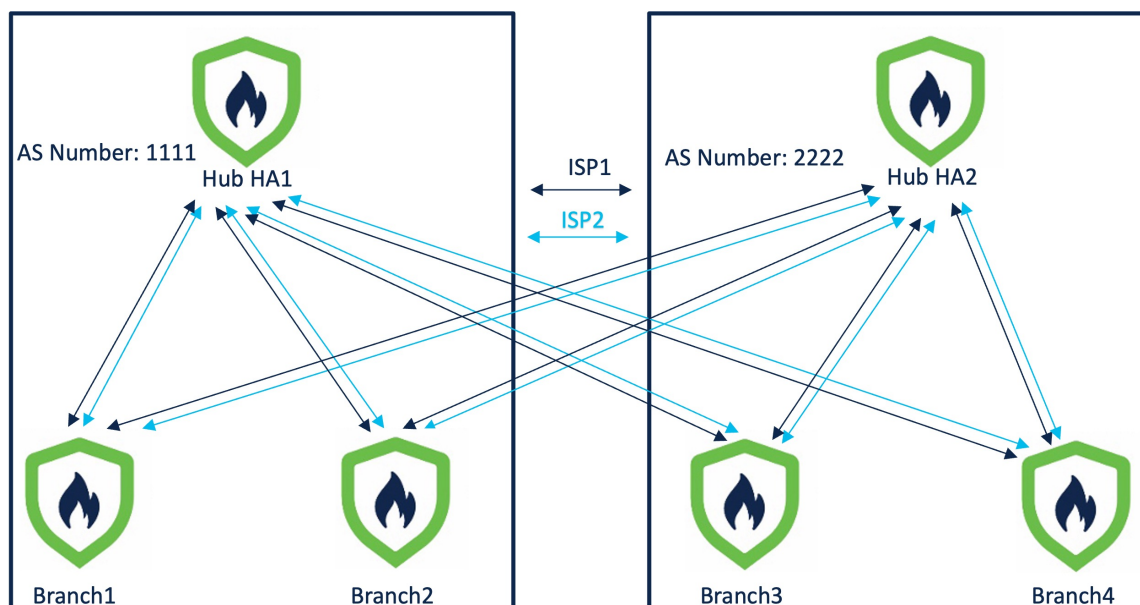 AS Number: 1111
Hub HA1
ISP1
ISP2
AS Number: 2222
Hub HA2
Branch1
Branch2
Branch3
Branch4